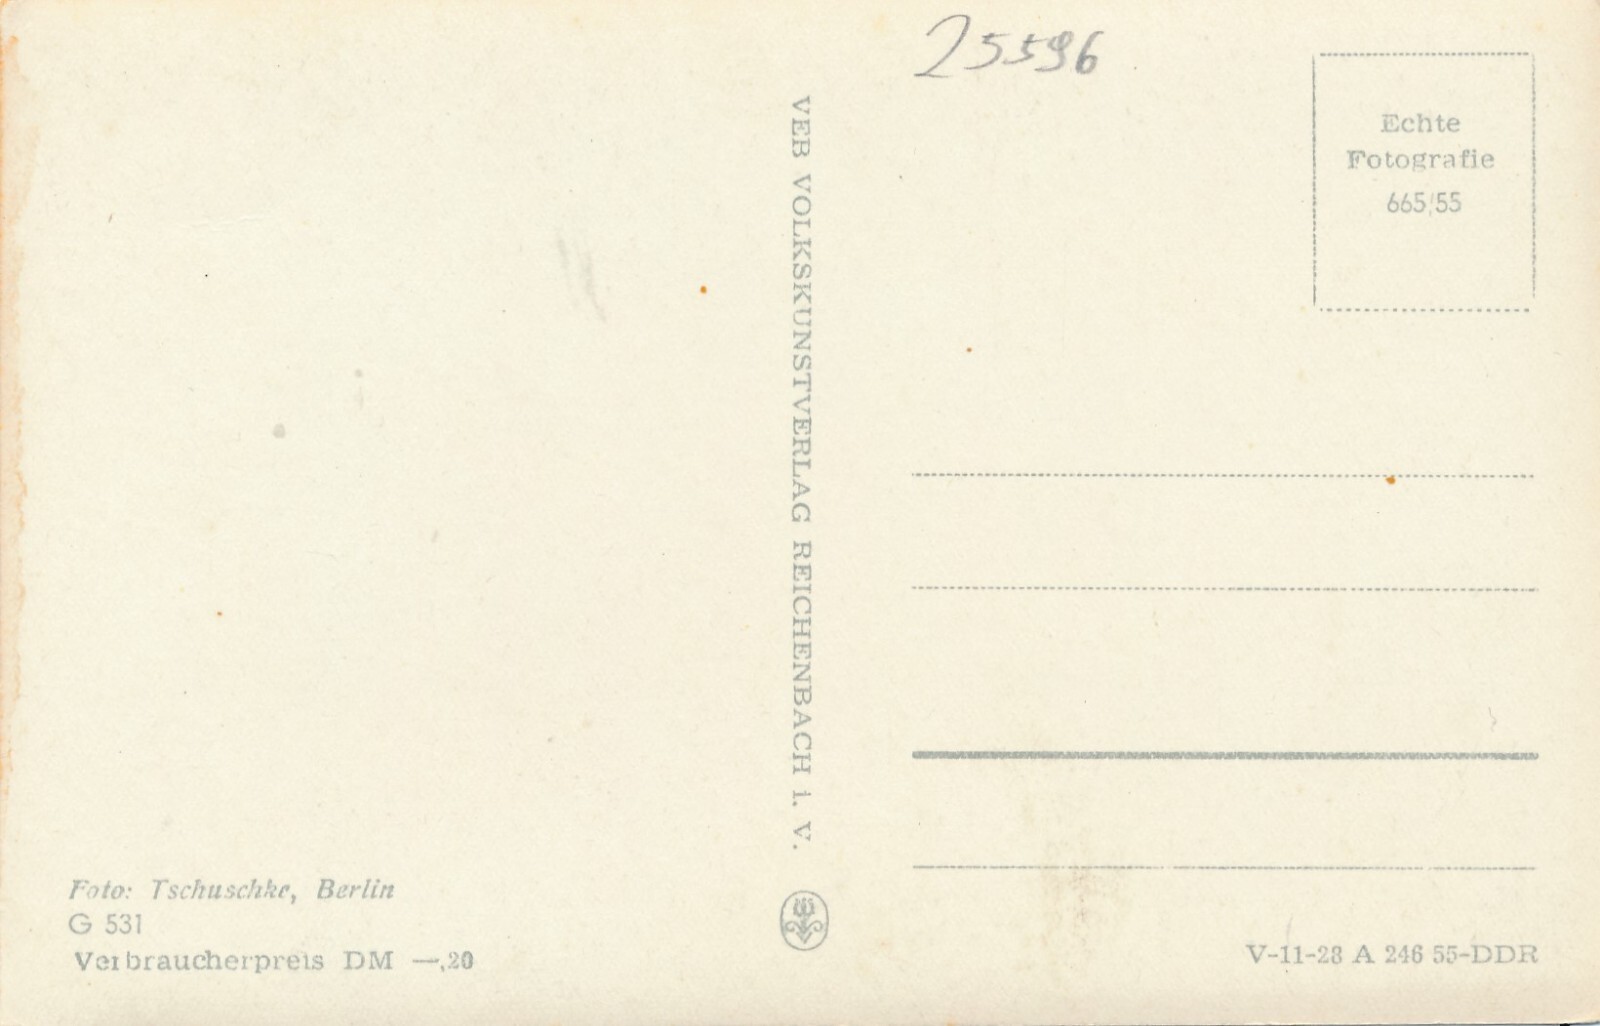 25596
Echte
Fotografie
665/55
VEB VOLKSKUNSTVERLAG REICHENBACH i. V.
Foto: Tschuschke, Berlin
G 531
Verbraucherpreis DM —,20
V-11-28 A 246 55-DDR